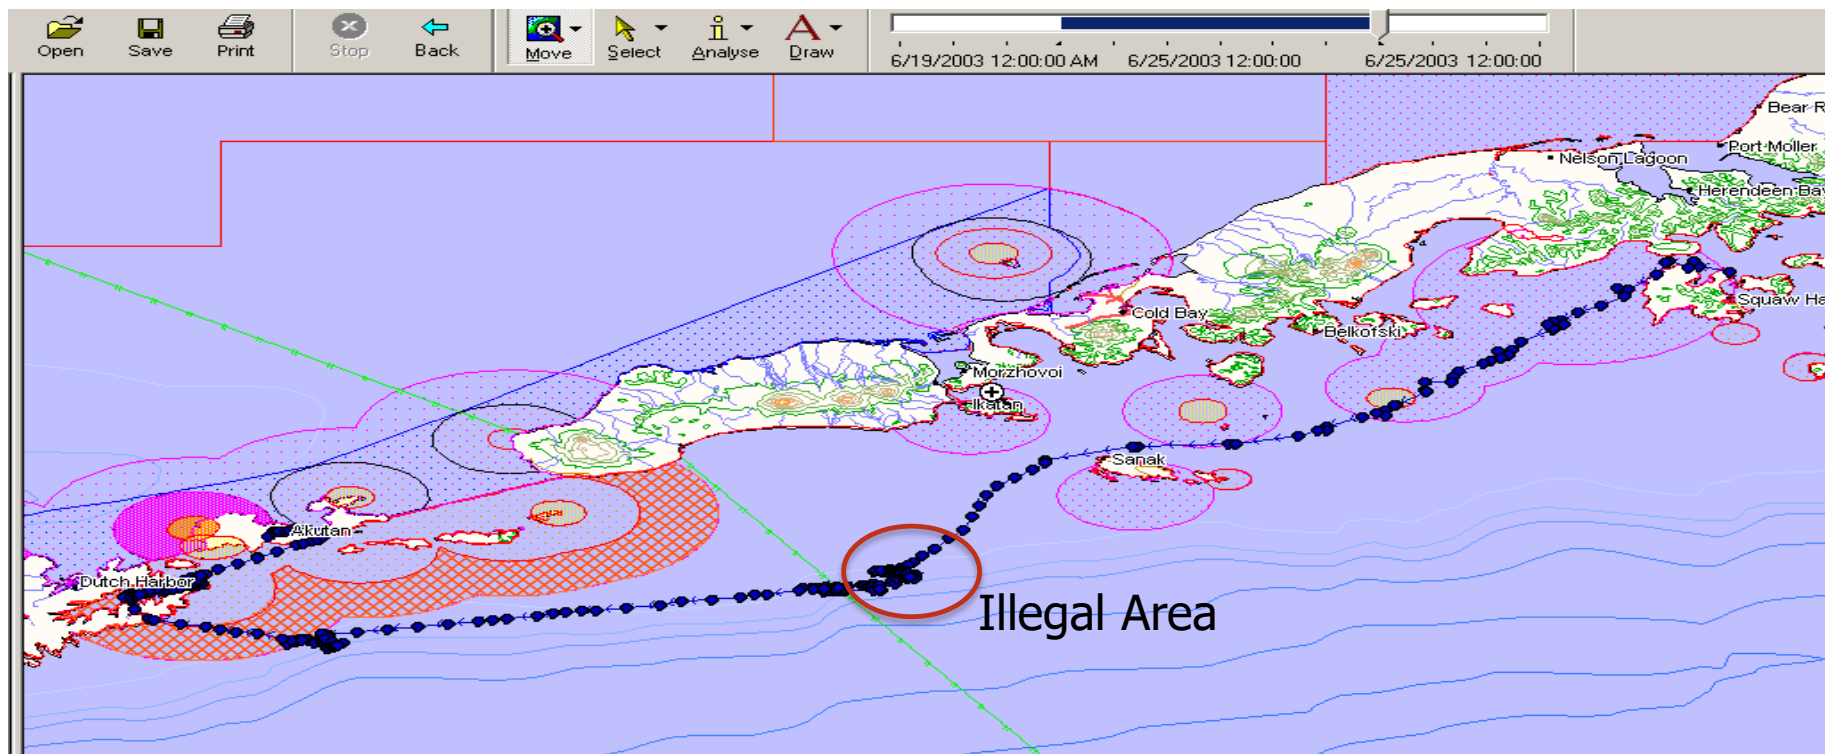 Open Save Print Stop Back Move Select Analyse Draw
6/19/2003 12:00:00 AM 6/25/2003 12:00:00 6/25/2003 12:00:00
Bear R
Port Moller
Nelson Lagoon
Herendeen Bay
Squaw Ha
Cold Bay
Belkofski
Morzhovoi
Ikatan
Sanak
Akutan
Dutch Harbor
Illegal Area